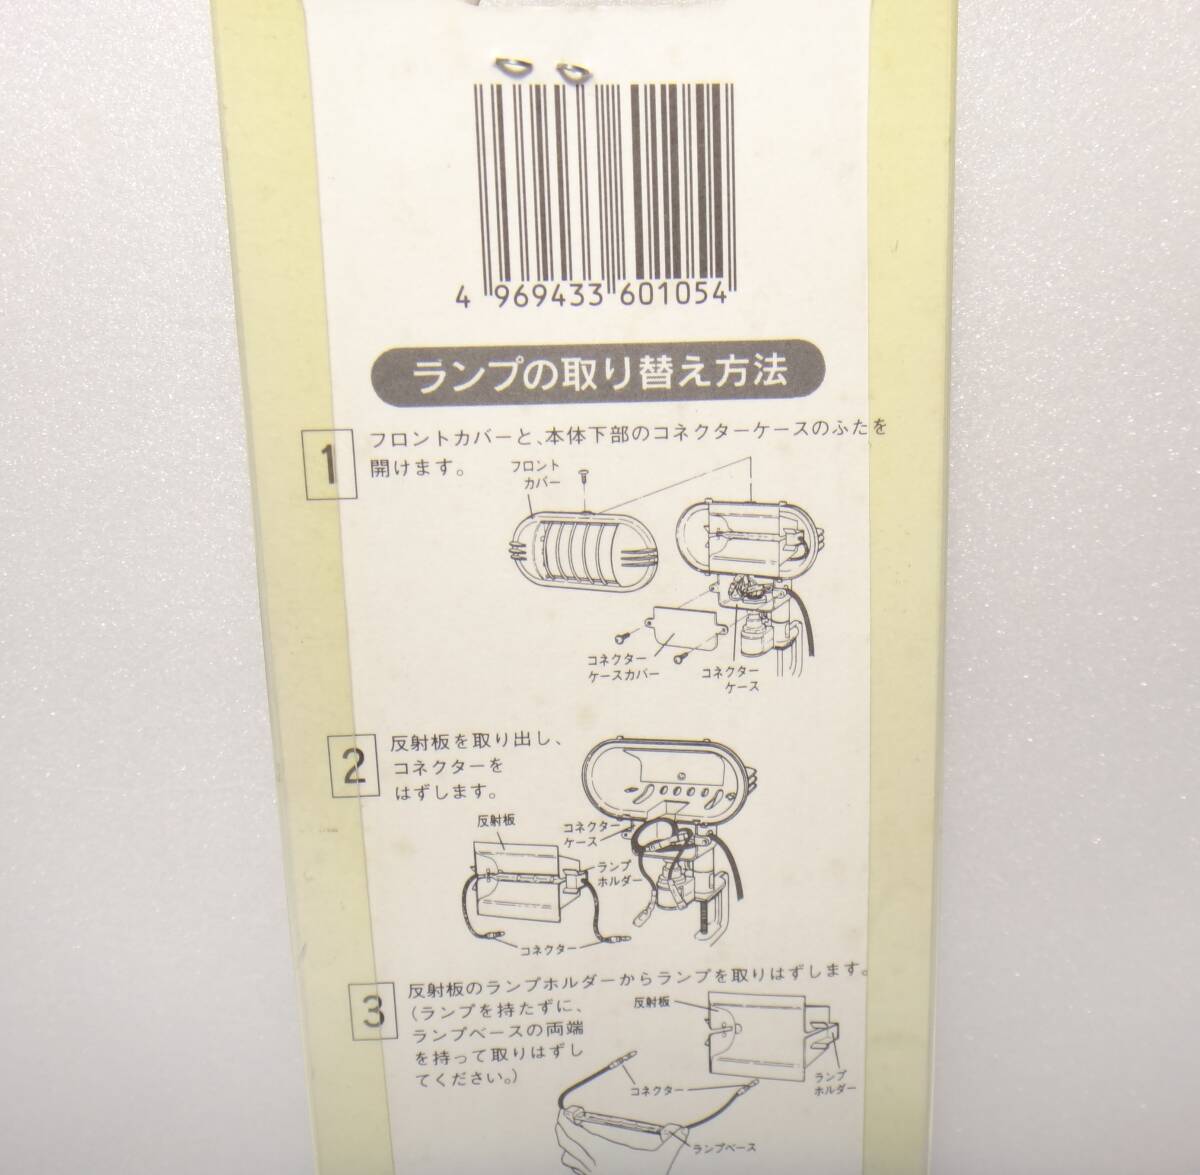 4 969433 601054
ランプの取り替え方法
1
フロントカバーと、本体下部のコネクターケースのふたを
開けます。
フロント
カバー
コネクター
ケースカバー
コネクター
ケース
2
反射板を取り出し、
コネクターを
はずします。
反射板
コネクター
ケース
ランプ
ホルダー
コネクター
3
反射板のランプホルダーからランプを取りはずします。
(ランプを持たずに、
ランプベースの両端
を持って取りはずし
てください。)
反射板
ランプ
ホルダー
コネクター
ランプベース